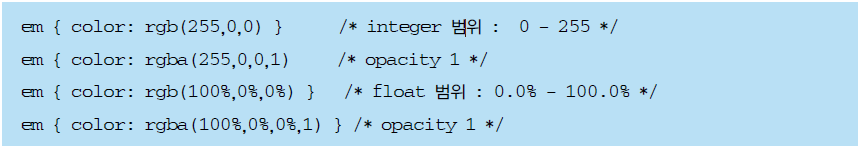 em { color: rgb(255,0,0) } /* integer 범위 : 0 - 255 */
em { color: rgba(255,0,0,1) /* opacity 1 */
em { color: rgb(100%,0%,0%) } /* float 범위 : 0.0% - 100.0% */
em { color: rgba(100%,0%,0%,1) } /* opacity 1 */